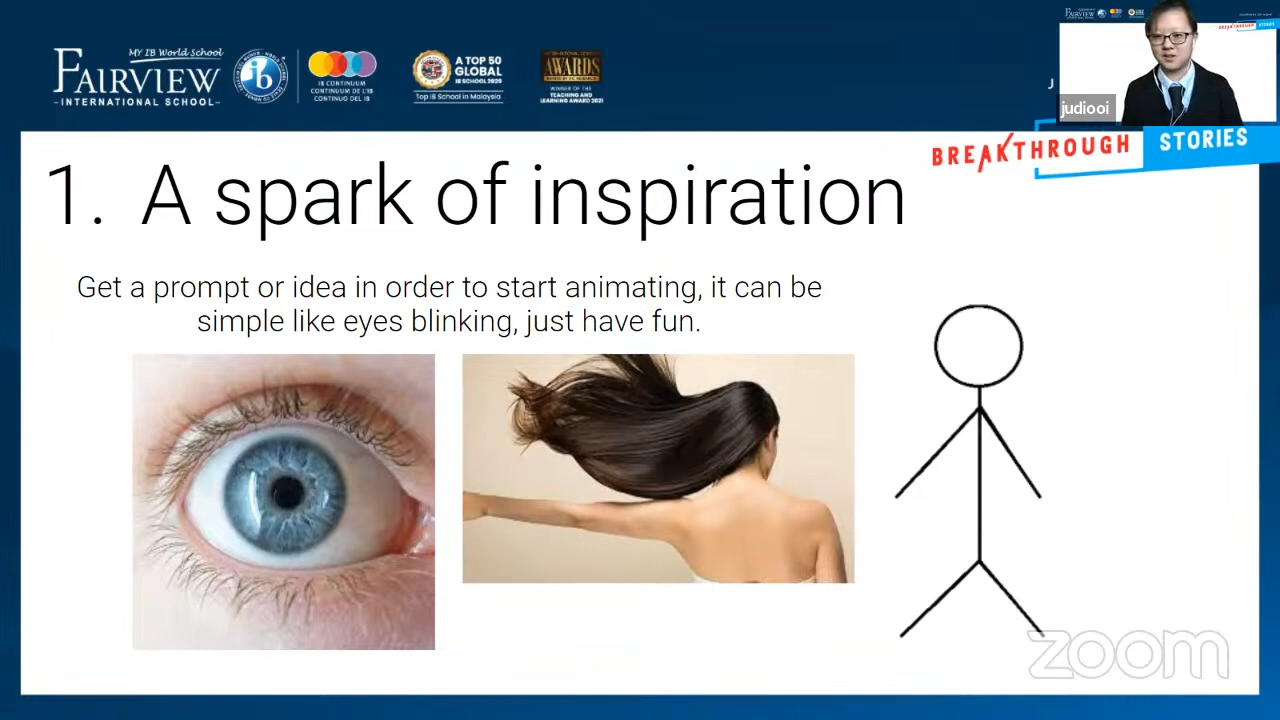 MY IB World School
FAIRVIEW
-INTERNATIONAL SCHOOL-
ib
IB CONTINUUM
CONTINUUM DE L'IB
CONTINUO DEL IB
A TOP 50
GLOBAL
IB SCHOOL 2020
Top IB School in Malaysia
AWARDS
WINNER OF THE
TEACHING AND
LEARNING AWARD 2021
FAIRVIEW
J
judiooi
BREAKTHROUGH STORIES
1. A spark of inspiration
Get a prompt or idea in order to start animating, it can be
simple like eyes blinking, just have fun.
zoom